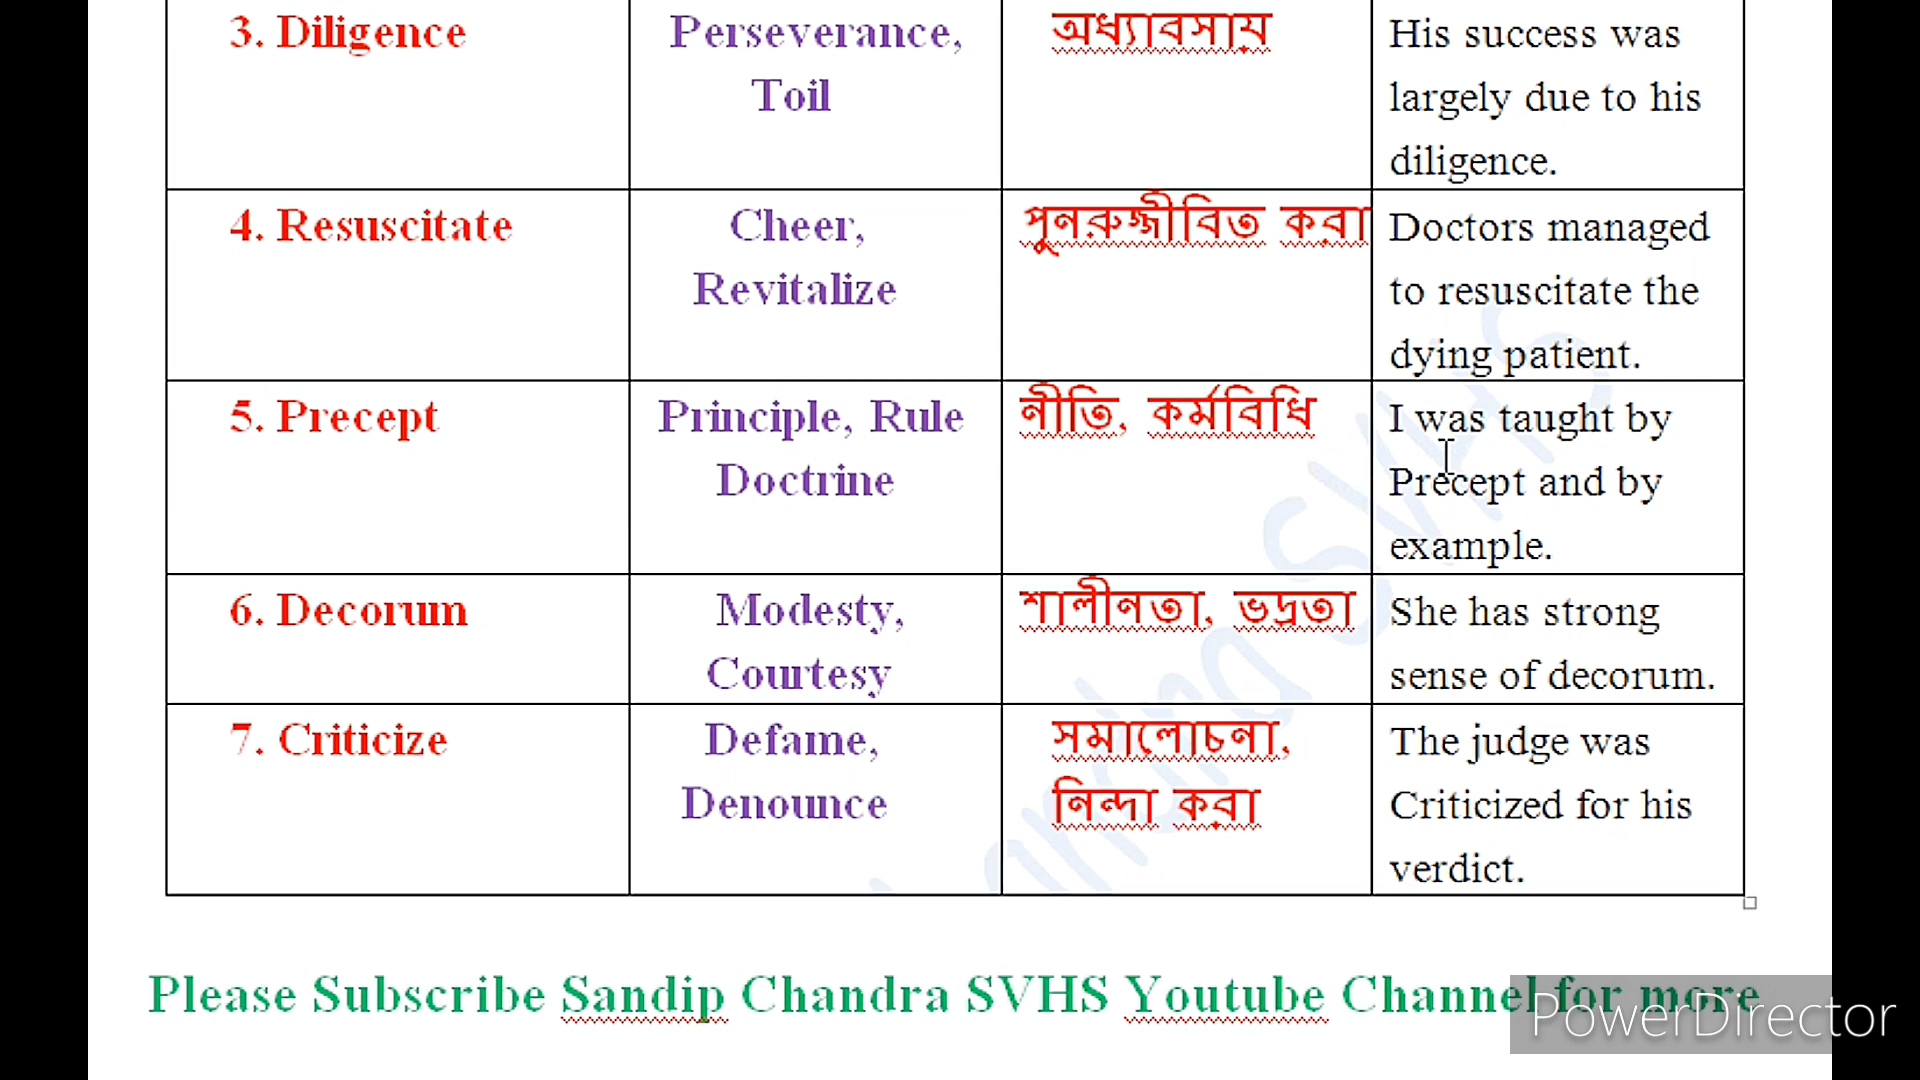 3. Diligence
Perseverance,
Toil
অধ্যাবসায়
His success was
largely due to his
diligence.
4. Resuscitate
Cheer,
Revitalize
পুনরুজ্জীবিত করা
Doctors managed
to resuscitate the
dying patient.
5. Precept
Principle, Rule
Doctrine
নীতি, কর্মবিধি
I was taught by
Precept and by
example.
6. Decorum
Modesty,
Courtesy
শালীনতা, ভদ্রতা
She has strong
sense of decorum.
7. Criticize
Defame,
Denounce
সমালোচনা,
নিন্দা করা
The judge was
Criticized for his
verdict.
Please Subscribe Sandip Chandra SVHS Youtube Channel for more
PowerDirector